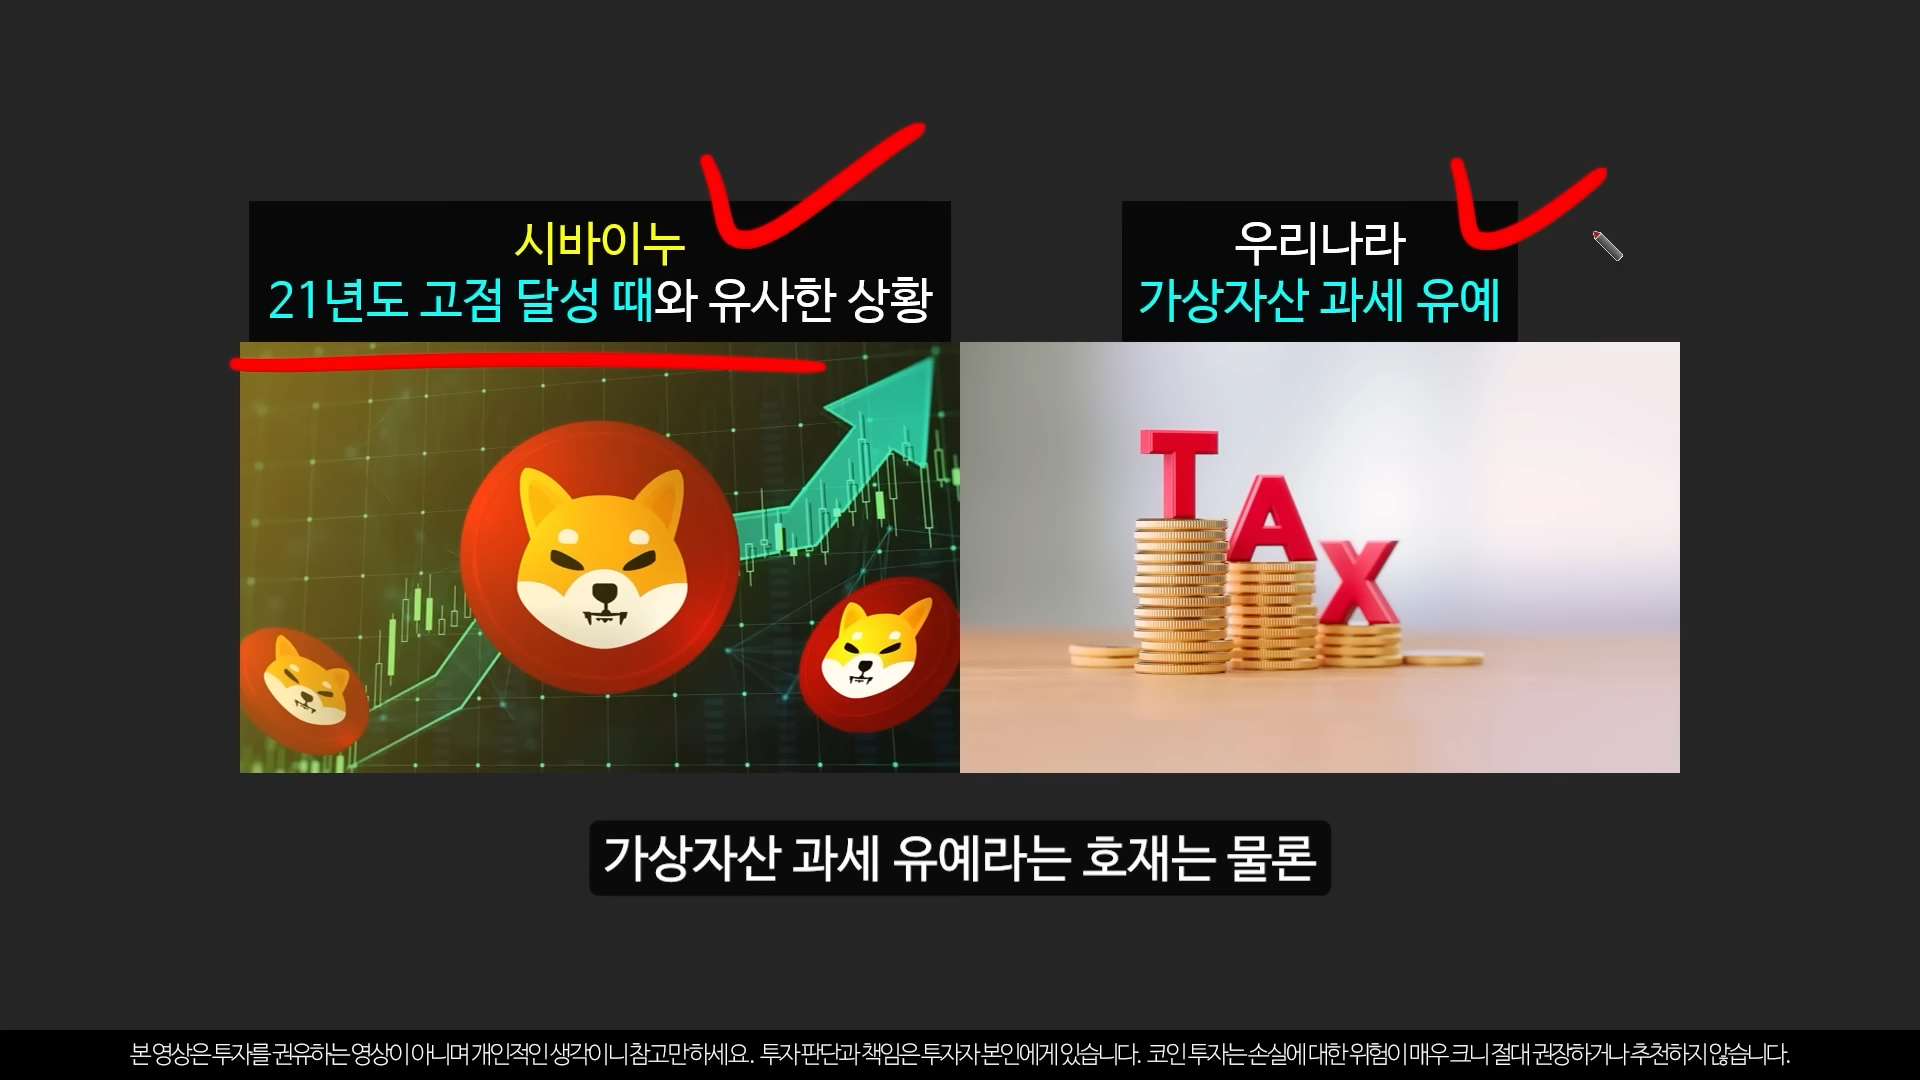 시바이누
21년도 고점 달성 때와 유사한 상황
우리나라
가상자산 과세 유예
TAX
가상자산 과세 유예라는 호재는 물론
본 영상은 투자를 권유하는 영상이 아니며 개인적인 생각이니 참고만 하세요. 투자 판단과 책임은 투자자 본인에게 있습니다. 코인 투자는 손실에 대한 위험이 매우 크니 절대 권장하거나 추천하지 않습니다.